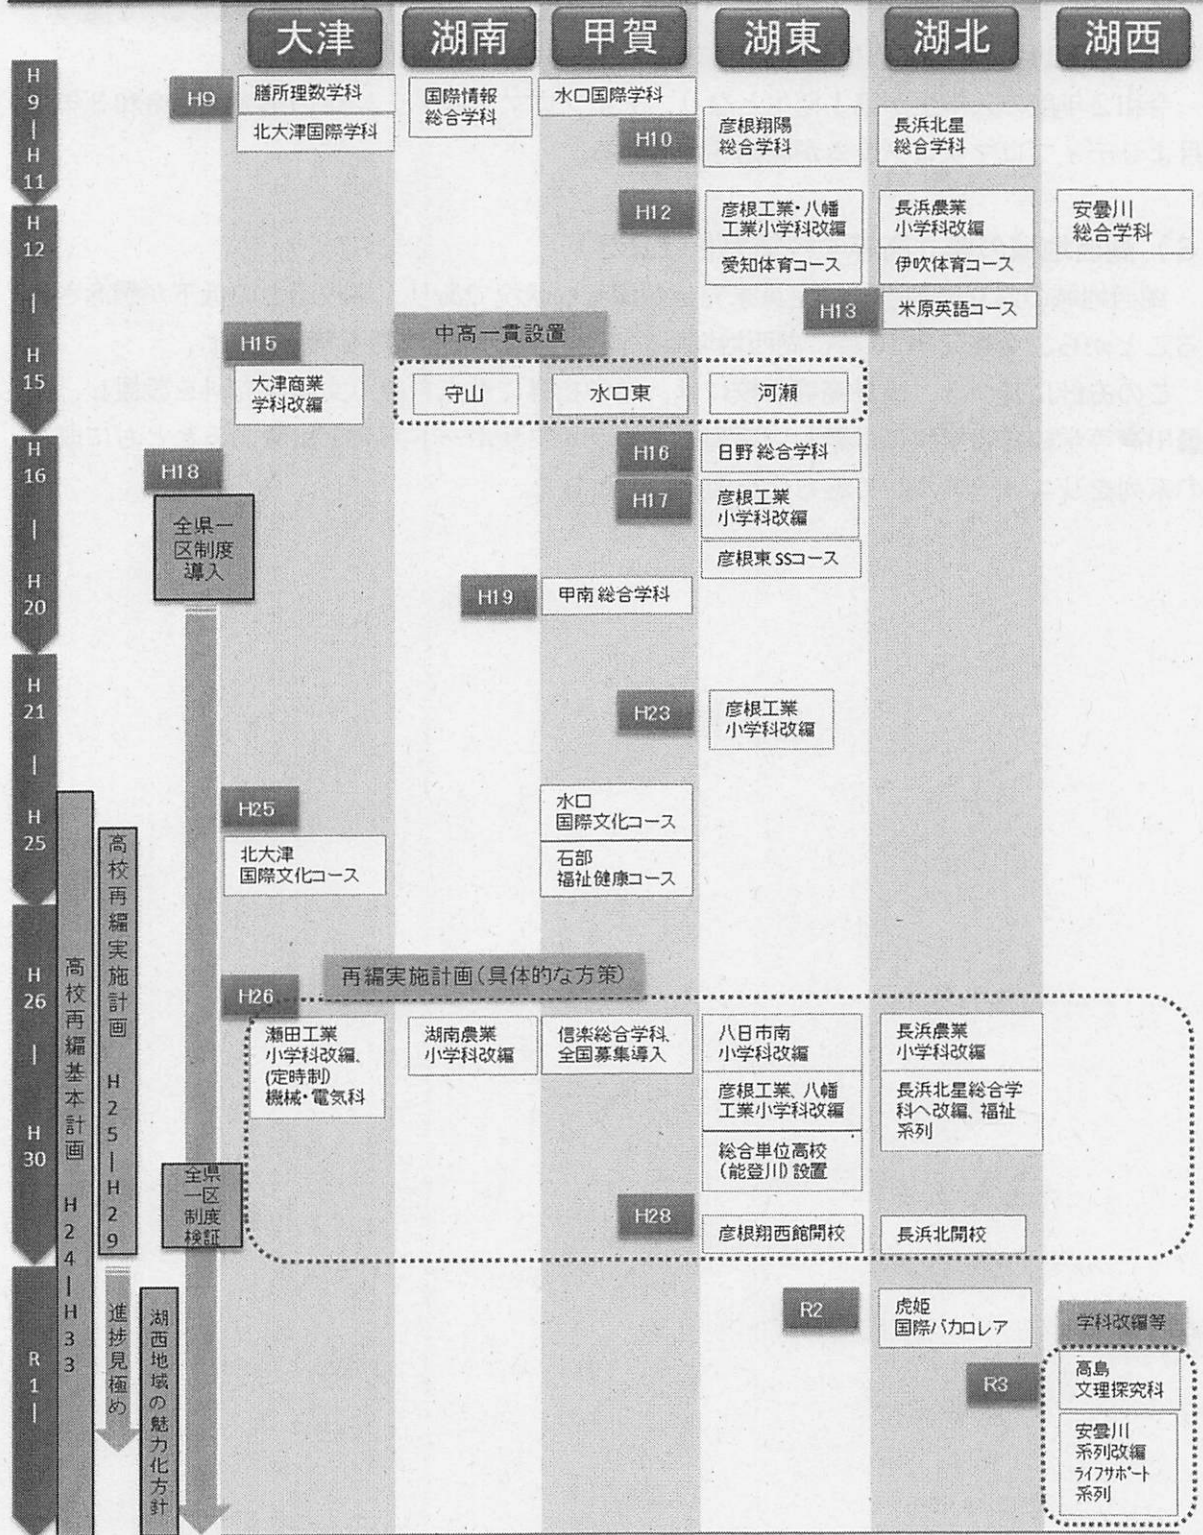 大津
湖南
甲賀
湖東
湖北
湖西
H
9
|
H
11
H9
膳所理数学科
北大津国際学科
国際情報
総合学科
水口国際学科
H10
彦根翔陽
総合学科
長浜北星
総合学科
H
12
|
H
15
H12
彦根工業・八幡
工業小学科改編
愛知体育コース
長浜農業
小学科改編
伊吹体育コース
安曇川
総合学科
H13
米原英語コース
H15
大津商業
学科改編
中高一貫設置
守山
水口東
河瀬
H
16
|
H
20
H16
日野総合学科
H17
彦根工業
小学科改編
彦根東SSコース
H18
全県一
区制度
導入
H19
甲南総合学科
H
21
|
H
25
H23
彦根工業
小学科改編
H25
北大津
国際文化コース
水口
国際文化コース
石部
福祉健康コース
高校再編基本計画 H24|H33
高校再編実施計画 H25|H29
H
26
|
H
30
H26
再編実施計画(具体的な方策)
瀬田工業
小学科改編、
(定時制)
機械・電気科
湖南農業
小学科改編
信楽総合学科、
全国募集導入
八日市南
小学科改編
彦根工業、八幡
工業小学科改編
総合単位高校
(能登川)設置
長浜農業
小学科改編
長浜北星総合学
科へ改編、福祉
系列
全県
一区
制度
検証
H28
彦根翔西館開校
長浜北開校
R
1
|
進捗見極め
湖西地域の魅力化方針
R2
虎姫
国際バカロレア
R3
学科改編等
高島
文理探究科
安曇川
系列改編
ライフサポート
系列